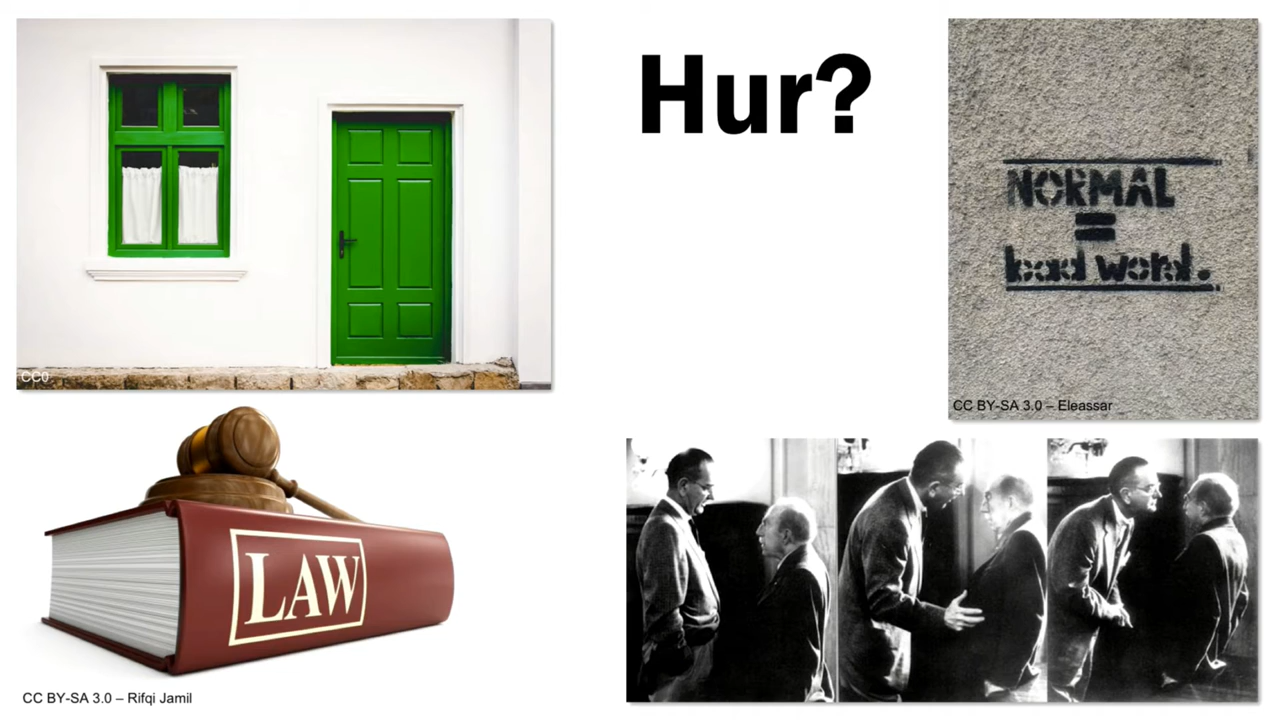 Hur?
CC0
NORMAL
=
bad word.
CC BY-SA 3.0 – Eleassar
LAW
CC BY-SA 3.0 – Rifqi Jamil